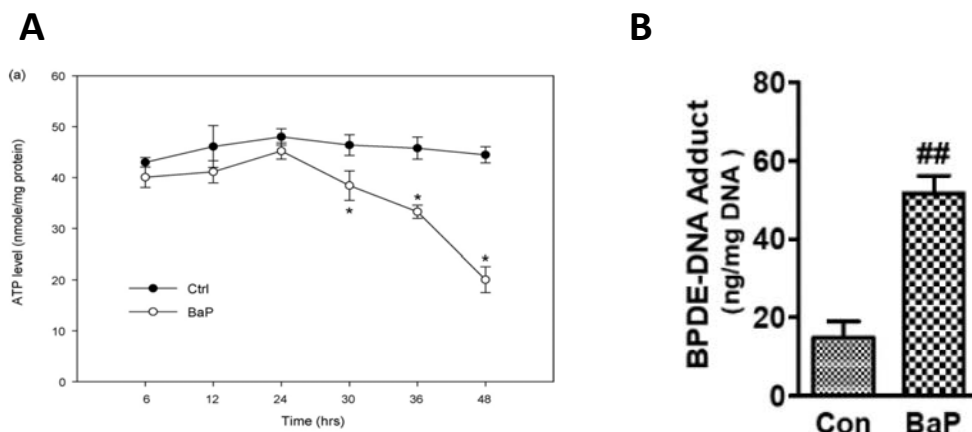 A
B
(a)
60
50
40
30
20
10
0
ATP level (nmole/mg protein)
*
*
*
Ctrl
BaP
6 12 24 30 36 48
Time (hrs)
BPDE-DNA Adduct
(ng/mg DNA )
80
60
40
20
0
##
Con BaP